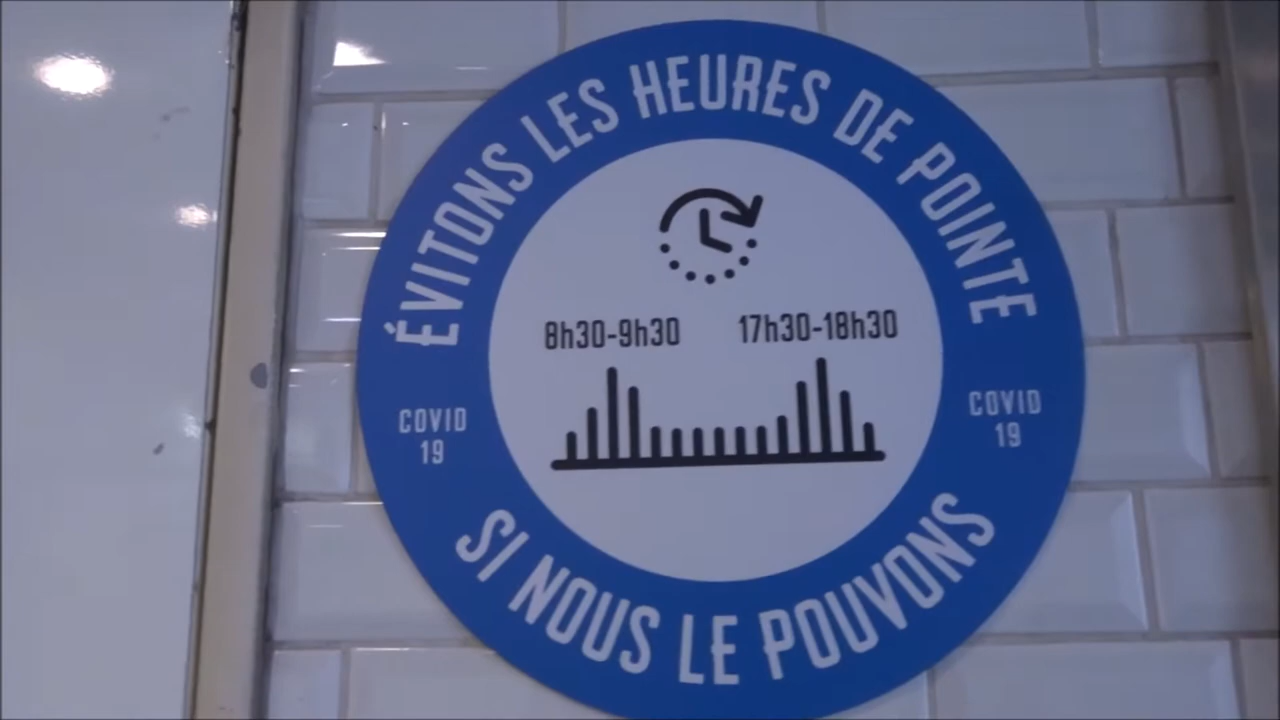 ÉVITONS LES HEURES DE POINTE
8h30-9h30 17h30-18h30
COVID
19
COVID
19
SI NOUS LE POUVONS